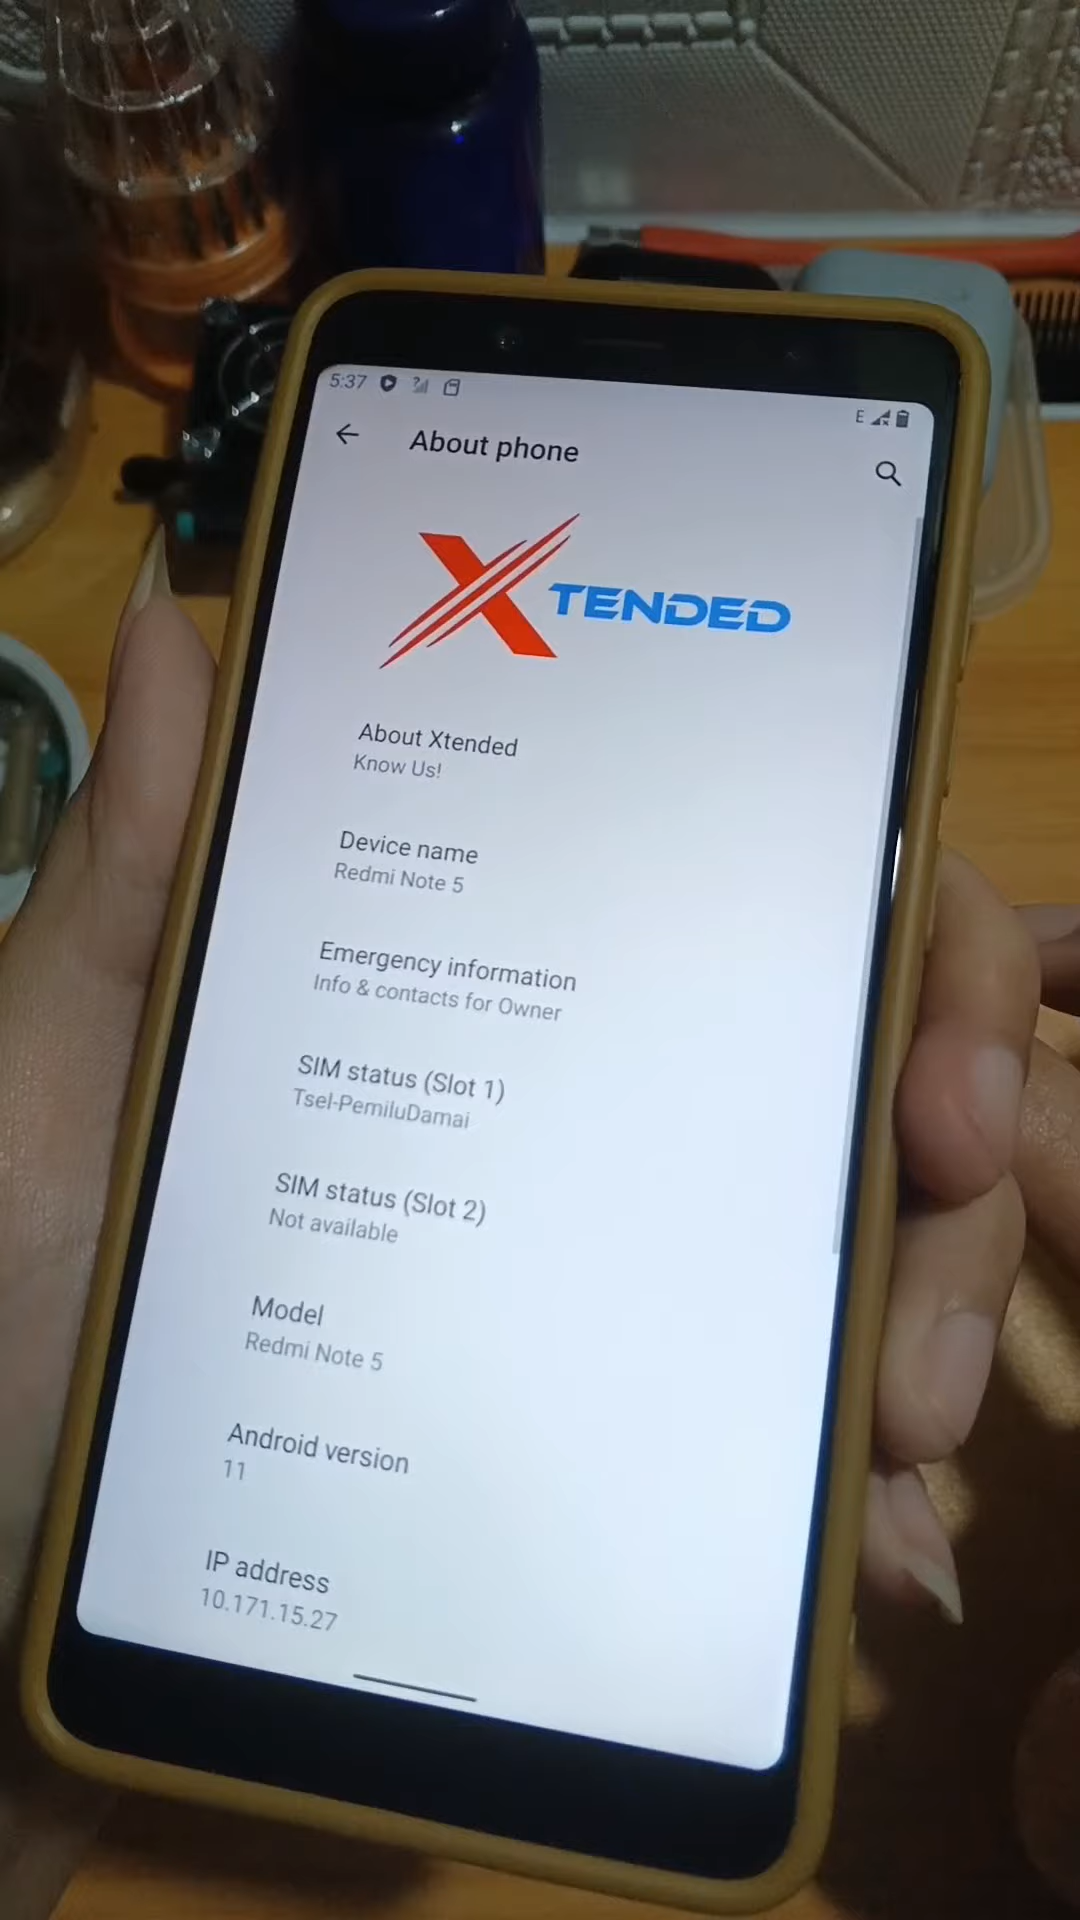 5:37
E
About phone
XTENDED
About Xtended
Know Us!
Device name
Redmi Note 5
Emergency information
Info & contacts for Owner
SIM status (Slot 1)
Tsel-PemiluDamai
SIM status (Slot 2)
Not available
Model
Redmi Note 5
Android version
11
IP address
10.171.15.27